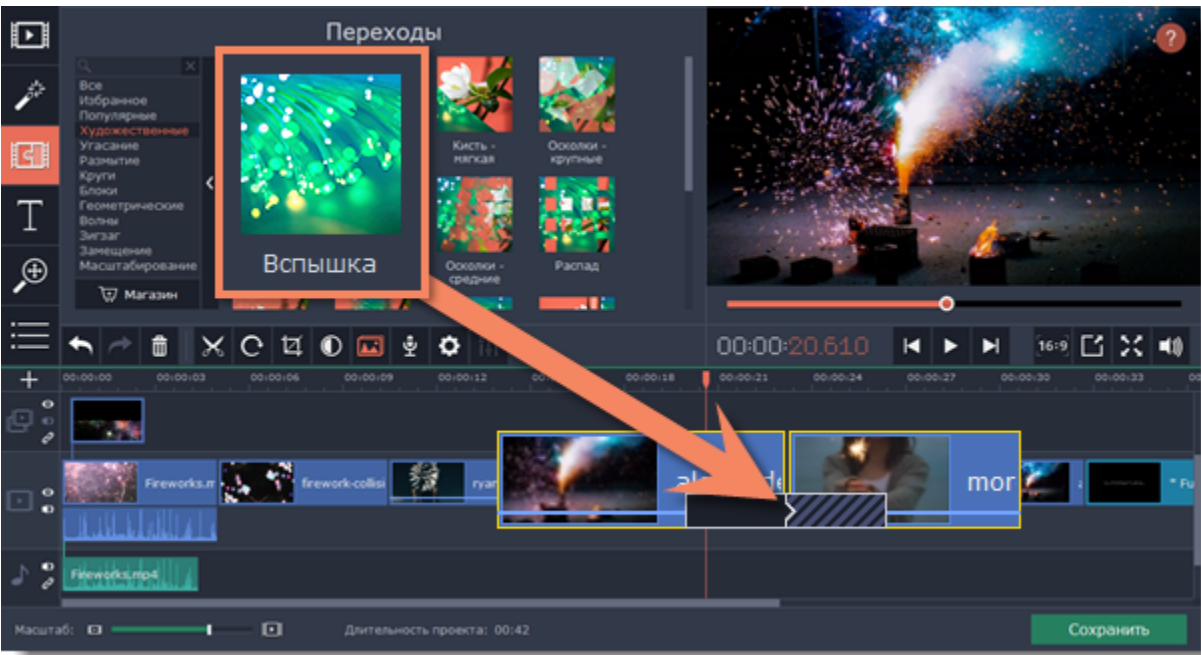 Переходы
?
Все
Избранное
Популярные
Художественные
Угасание
Размытие
Круги
Блоки
Геометрические
Волны
Зигзаг
Замещение
Масштабирование
Магазин
Вспышка
Кисть -
мягкая
Осколки -
крупные
Осколки -
средние
Распад
T
00:00:20.610
16:9
00:00:00 00:00:03 00:00:06 00:00:09 00:00:12 00:00:18 00:00:21 00:00:24 00:00:27 00:00:30 00:00:33
Fireworks.m
firework-collisi
ryan
mor
Fireworks.mp4
Масштаб:
Длительность проекта: 00:42
Сохранить